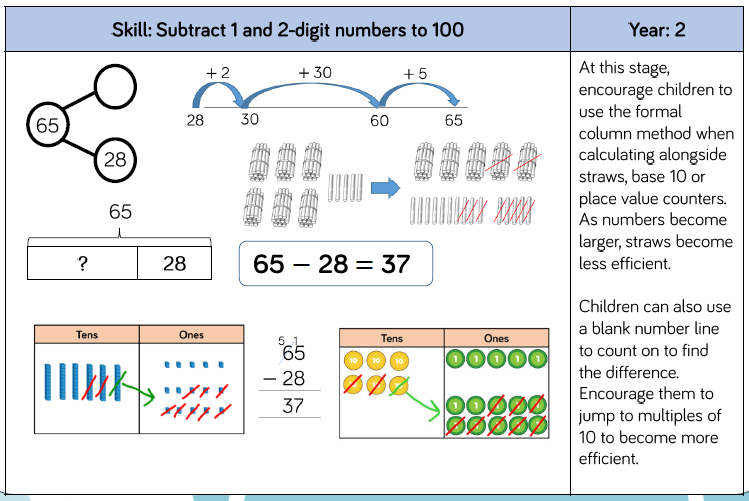 Skill: Subtract 1 and 2-digit numbers to 100
Year: 2
65
28
+ 2
+ 30
+ 5
28
30
60
65
65
?
28
65 − 28 = 37
Tens
Ones
5 1
65
− 28
37
Tens
Ones
10 10 10
10 10 10
1 1 1 1 1
1 1 1 1 1
1 1 1 1 1
At this stage,
encourage children to
use the formal
column method when
calculating alongside
straws, base 10 or
place value counters.
As numbers become
larger, straws become
less efficient.
Children can also use
a blank number line
to count on to find
the difference.
Encourage them to
jump to multiples of
10 to become more
efficient.